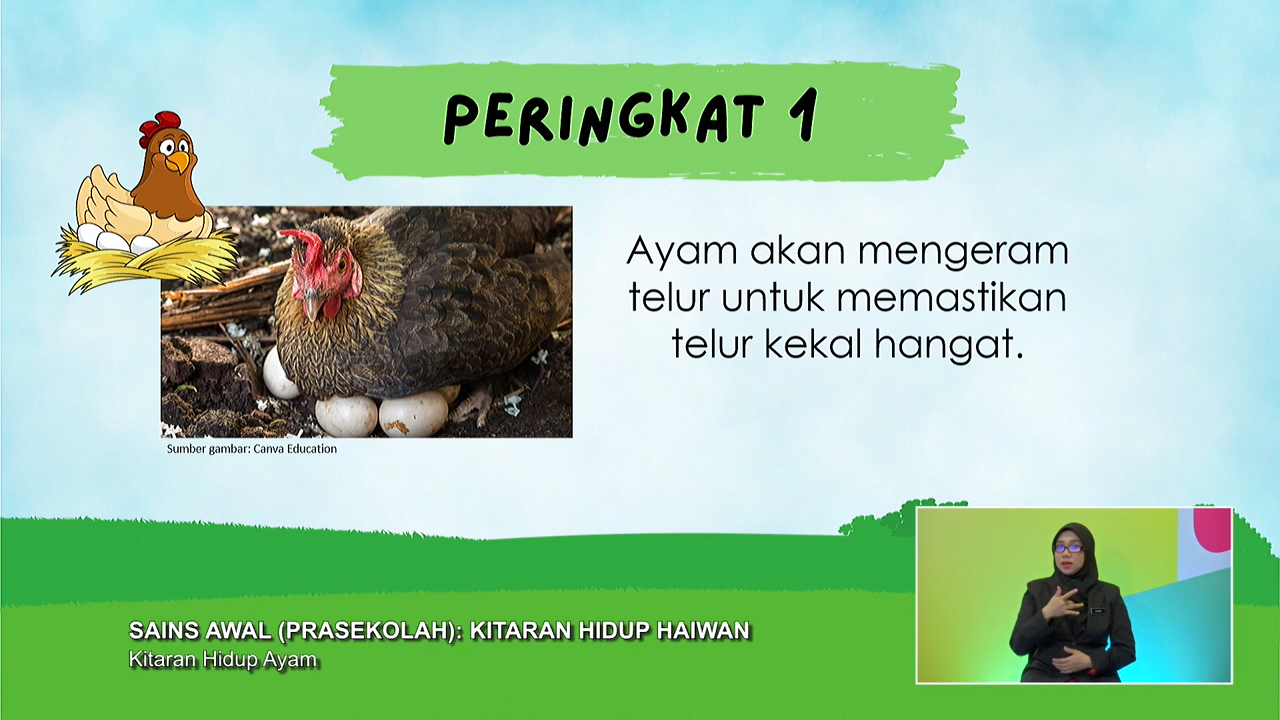 PERINGKAT 1
Ayam akan mengeram
telur untuk memastikan
telur kekal hangat.
Sumber gambar: Canva Education
SAINS AWAL (PRASEKOLAH): KITARAN HIDUP HAIWAN
Kitaran Hidup Ayam